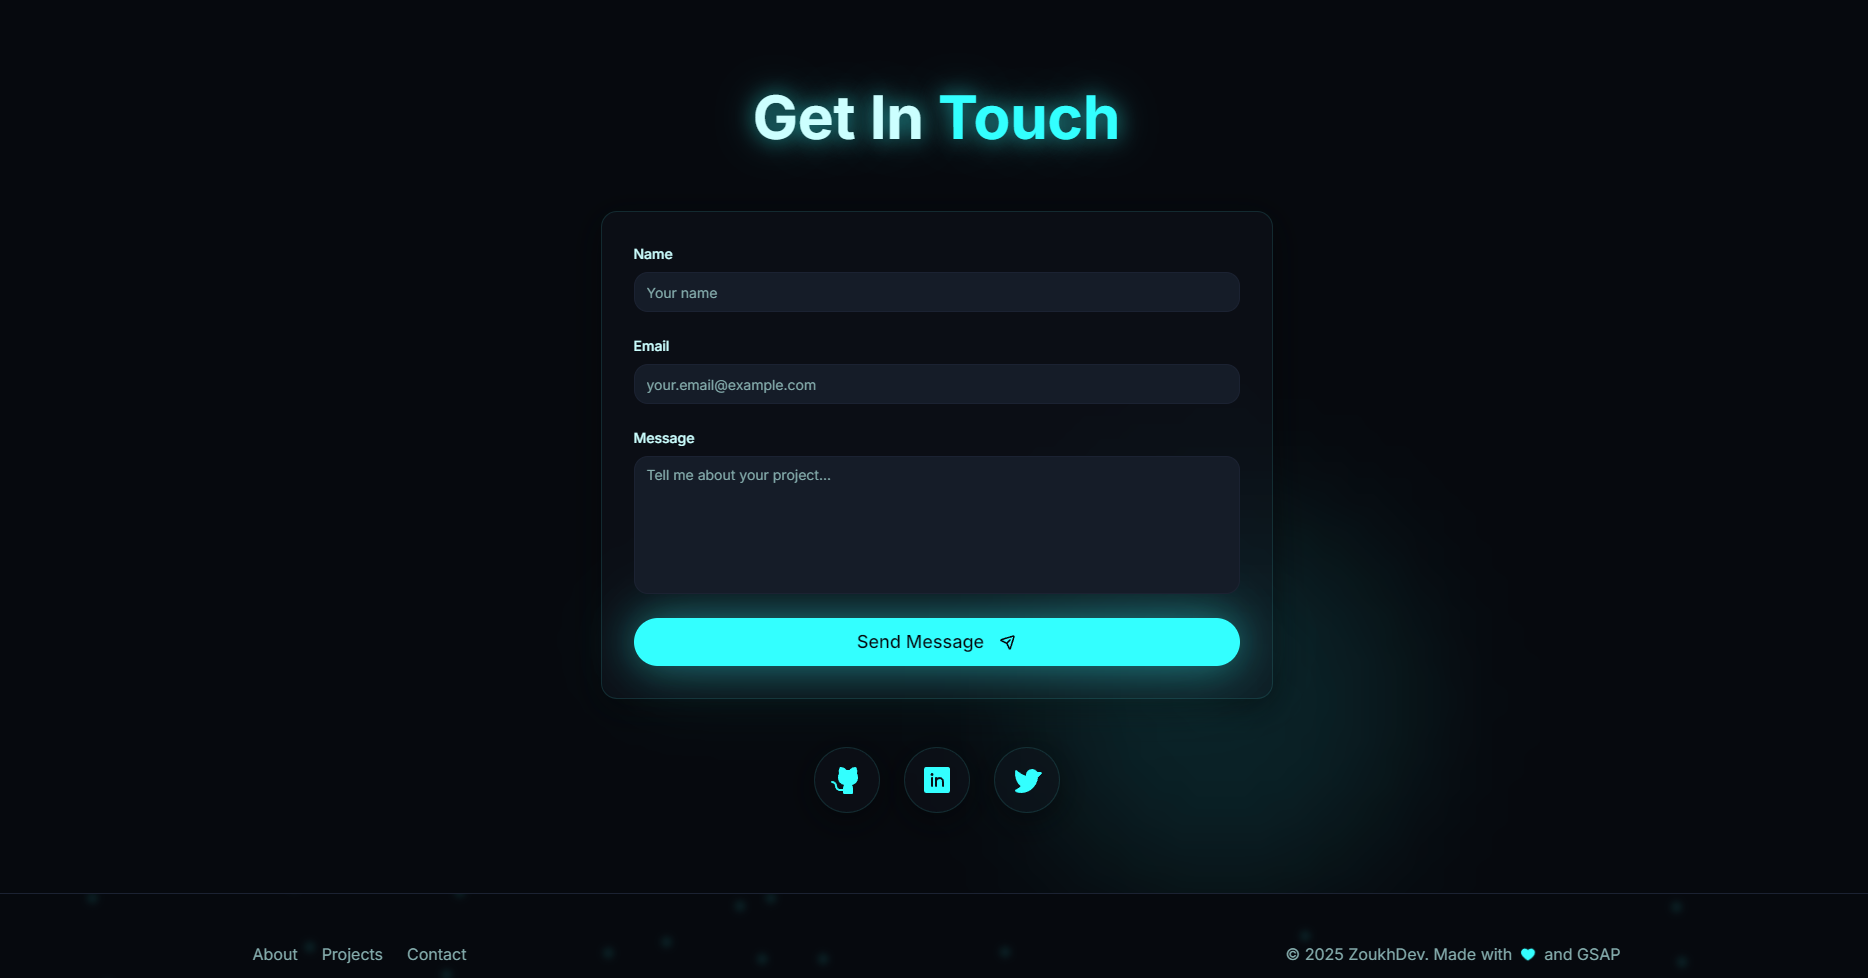 Get In Touch
Name
Your name
Email
your.email@example.com
Message
Tell me about your project...
Send Message
in
About Projects Contact
© 2025 ZoukhDev. Made with and GSAP